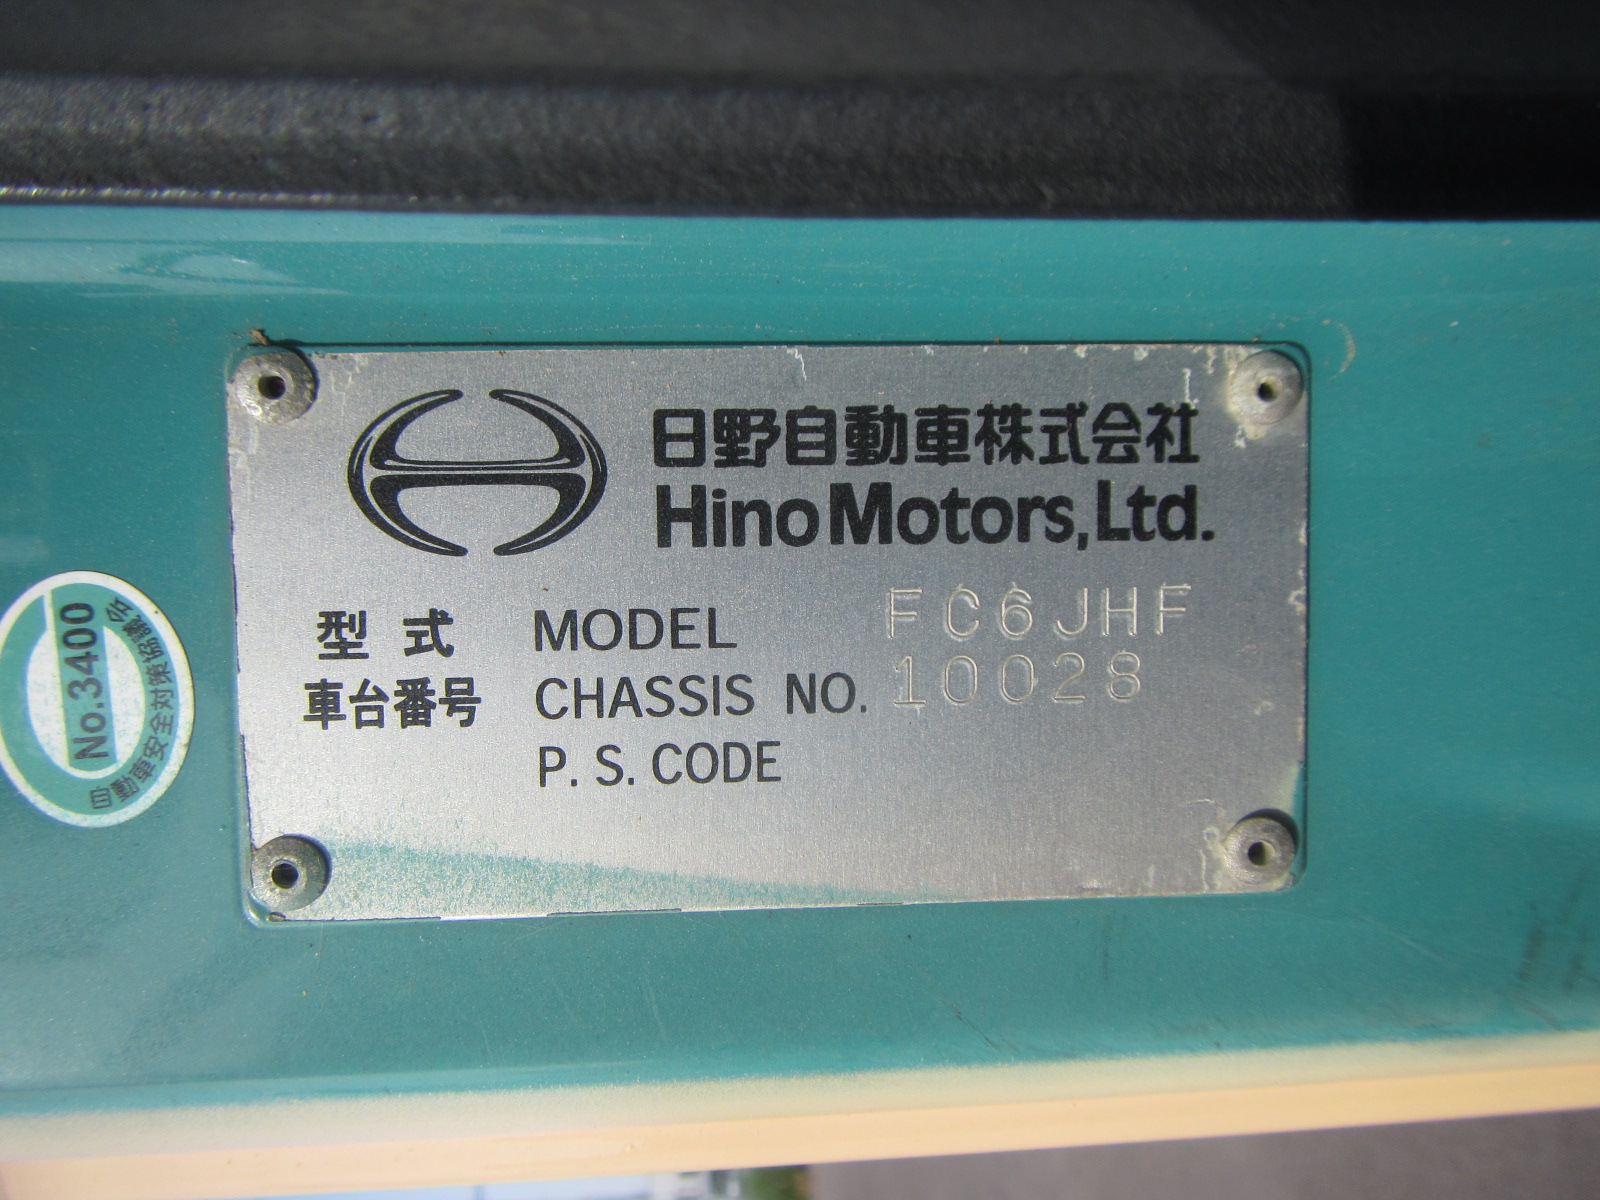 日野自動車株式会社
Hino Motors, Ltd.
型式 MODEL FC6JHF
車台番号 CHASSIS NO. 10028
P. S. CODE
No.3400
自動車安全対策協議会